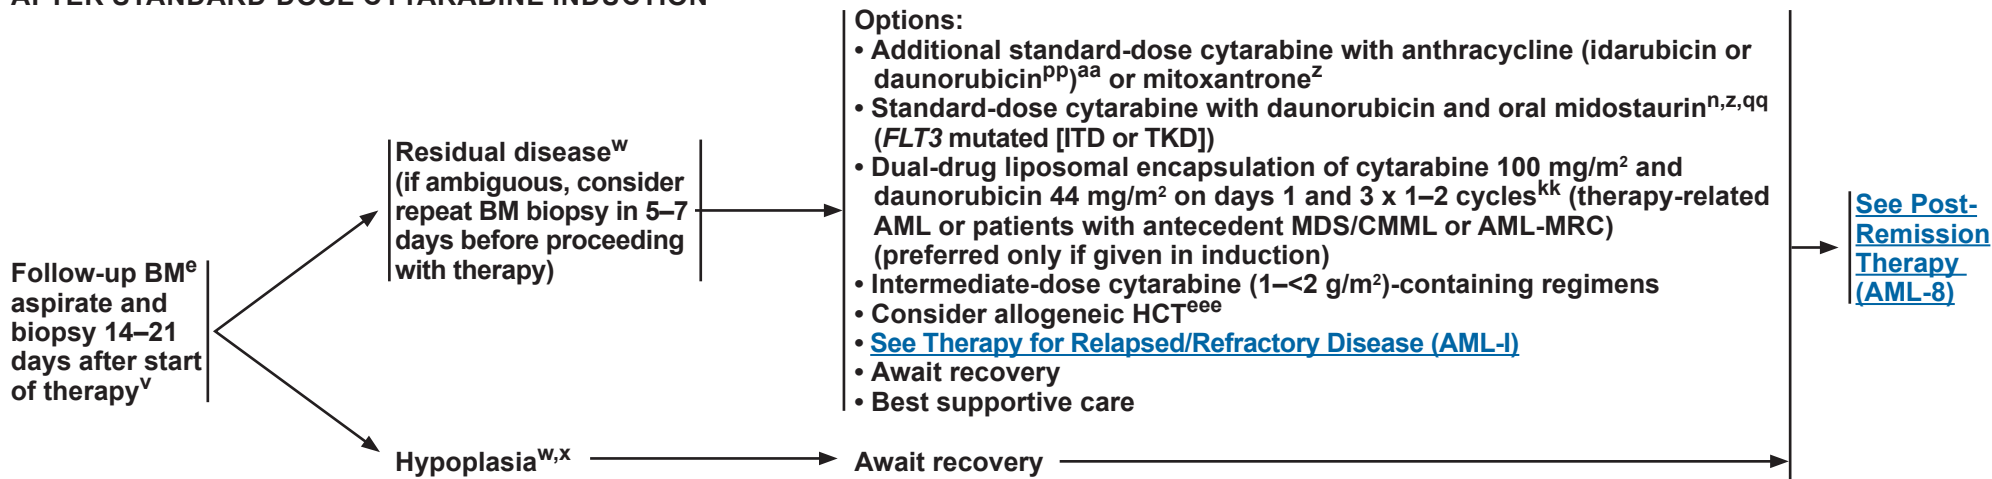 AFTER STANDARD-DOSE CYTARABINE INDUCTION
Follow-up BMᵉ
aspirate and
biopsy 14–21
days after start
of therapyᵛ
Residual diseaseʷ
(if ambiguous, consider
repeat BM biopsy in 5–7
days before proceeding
with therapy)
Hypoplasiaʷ,ˣ
Options:
• Additional standard-dose cytarabine with anthracycline (idarubicin or
daunorubicinᵖᵖ)ᵃᵃ or mitoxantroneᶻ
• Standard-dose cytarabine with daunorubicin and oral midostaurinⁿ,ᶻ,qq
(FLT3 mutated [ITD or TKD])
• Dual-drug liposomal encapsulation of cytarabine 100 mg/m² and
daunorubicin 44 mg/m² on days 1 and 3 x 1–2 cyclesᵏᵏ (therapy-related
AML or patients with antecedent MDS/CMML or AML-MRC)
(preferred only if given in induction)
• Intermediate-dose cytarabine (1–<2 g/m²)-containing regimens
• Consider allogeneic HCTᵉᵉᵉ
• See Therapy for Relapsed/Refractory Disease (AML-I)
• Await recovery
• Best supportive care
Await recovery
See Post-
Remission
Therapy
(AML-8)